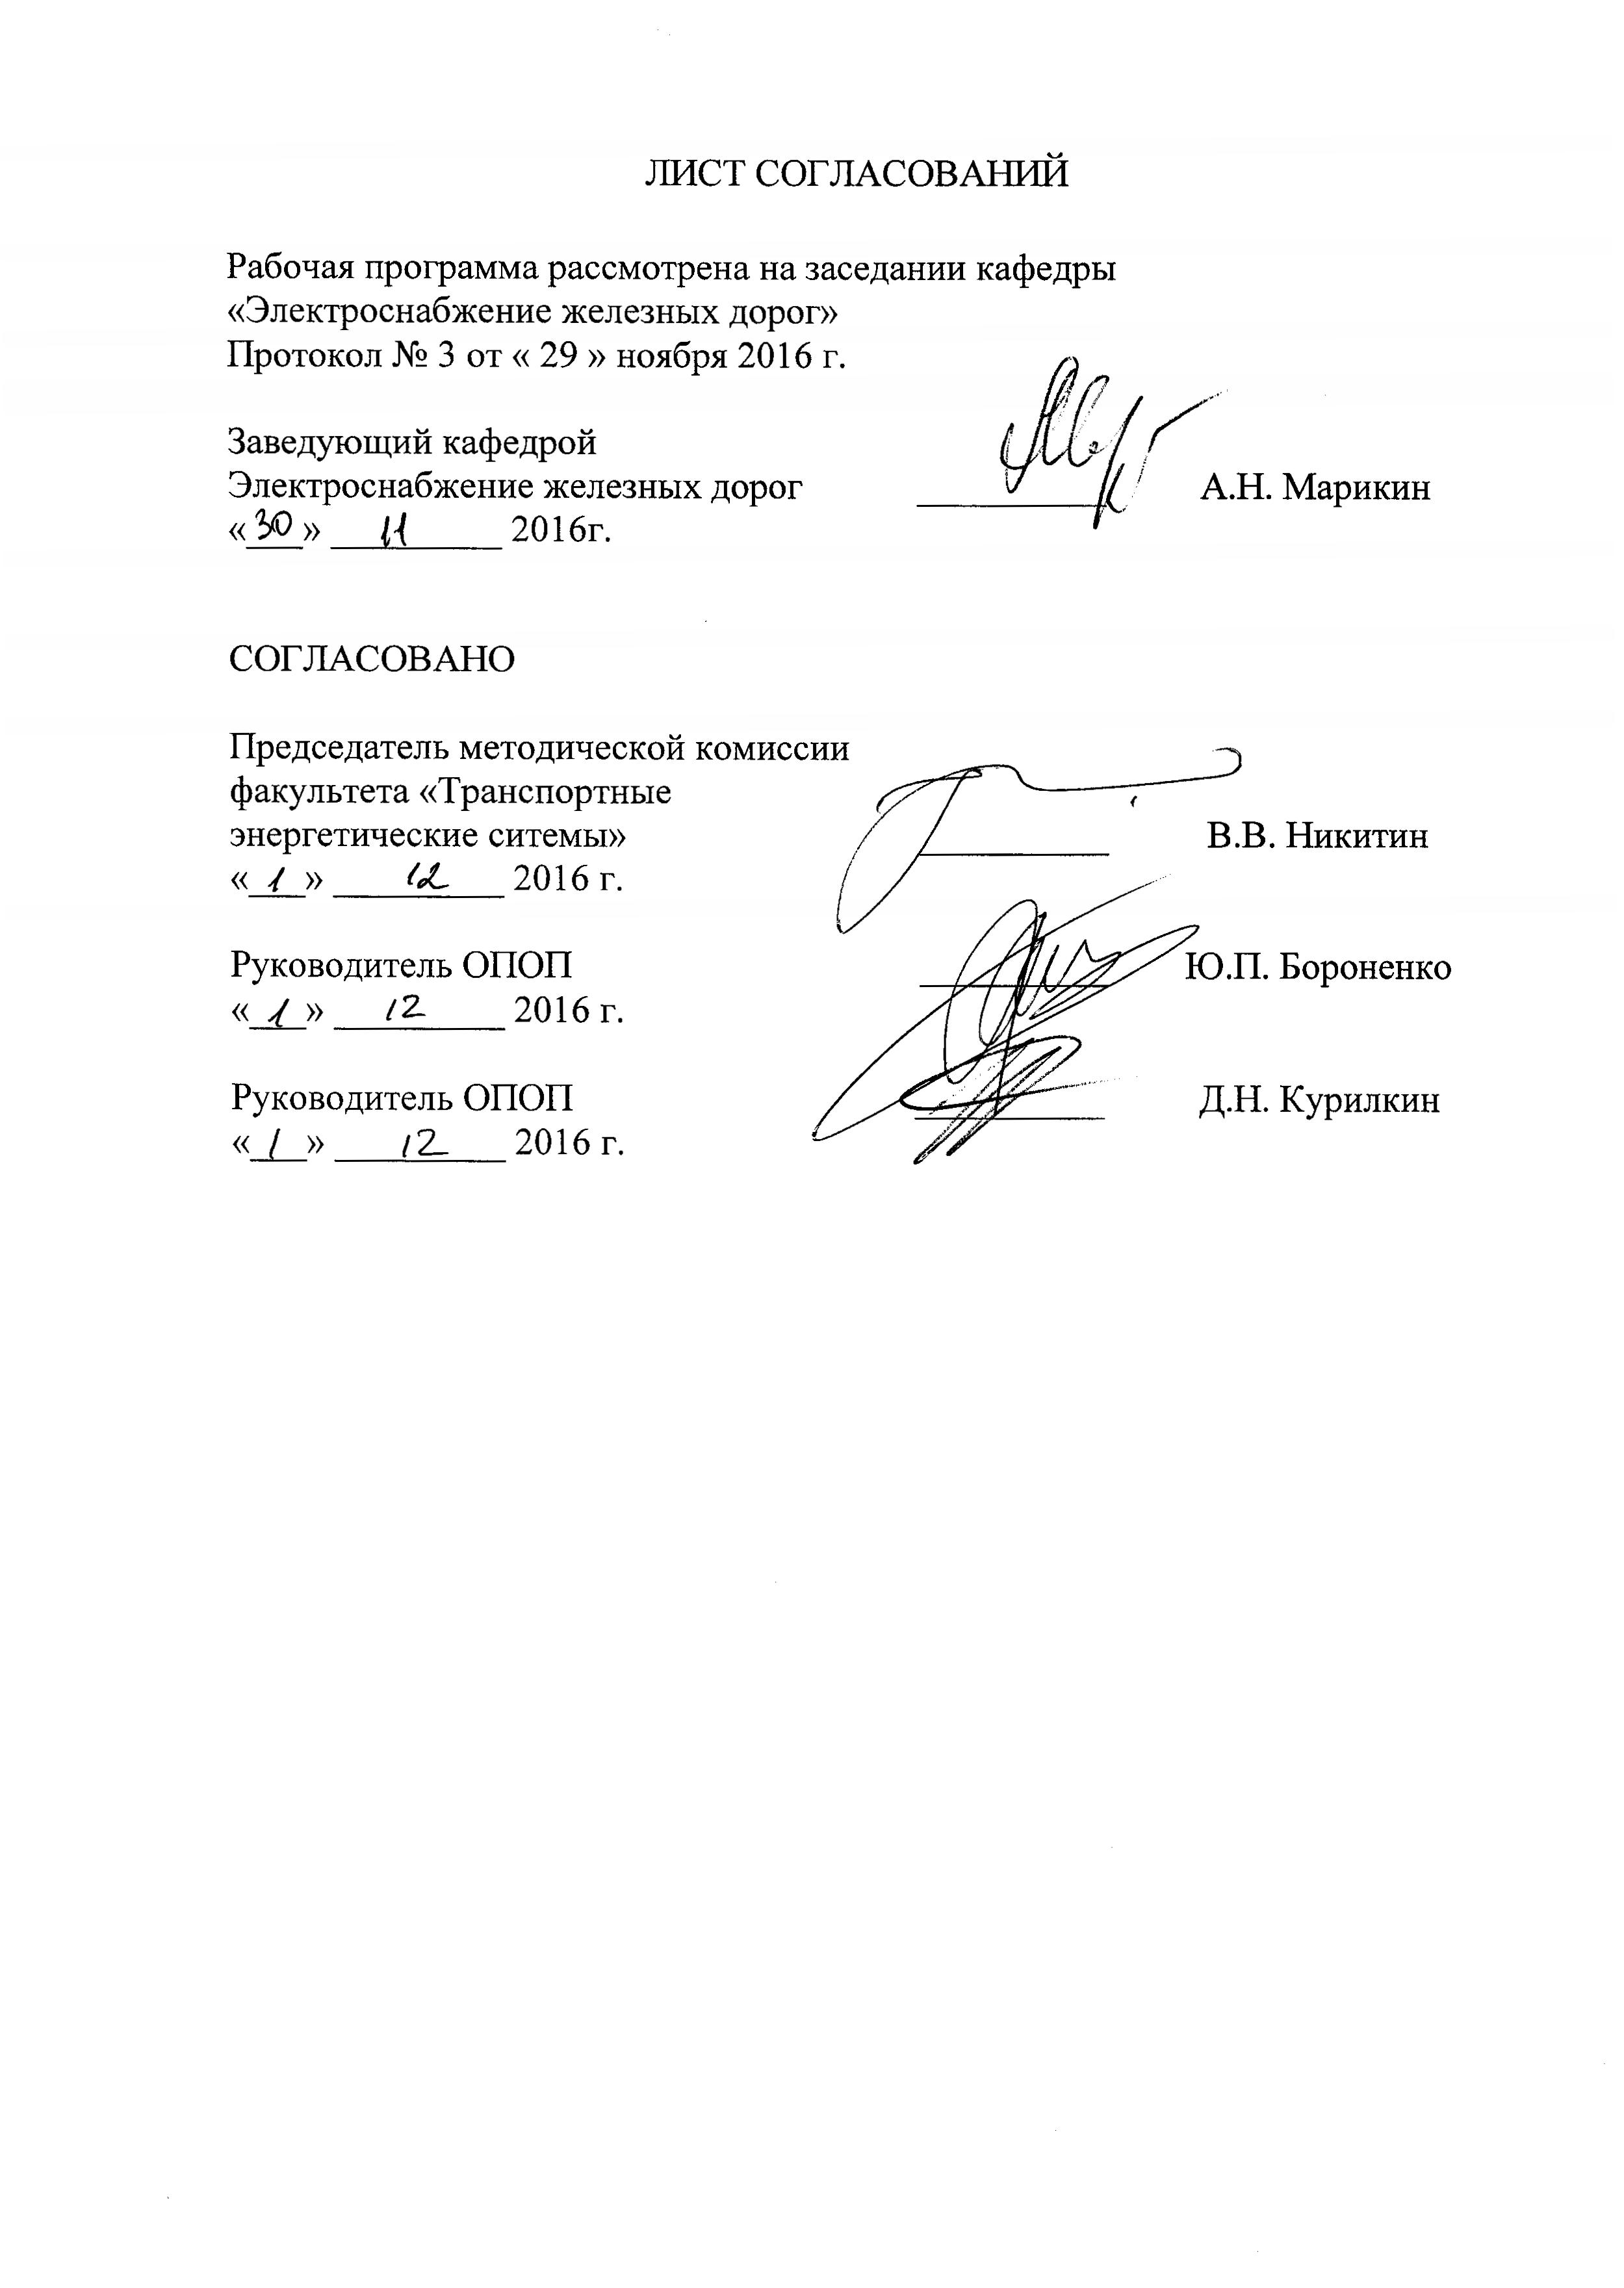 ЛИСТ СОГЛАСОВАНИЙ
Рабочая программа рассмотрена на заседании кафедры
«Электроснабжение железных дорог»
Протокол № 3 от « 29 » ноября 2016 г.
Заведующий кафедрой
Электроснабжение железных дорог А.Н. Марикин
«30» 11 2016г.
СОГЛАСОВАНО
Председатель методической комиссии
факультета «Транспортные
энергетические ситемы» В.В. Никитин
«1» 12 2016 г.
Руководитель ОПОП Ю.П. Бороненко
«1» 12 2016 г.
Руководитель ОПОП Д.Н. Курилкин
«1» 12 2016 г.